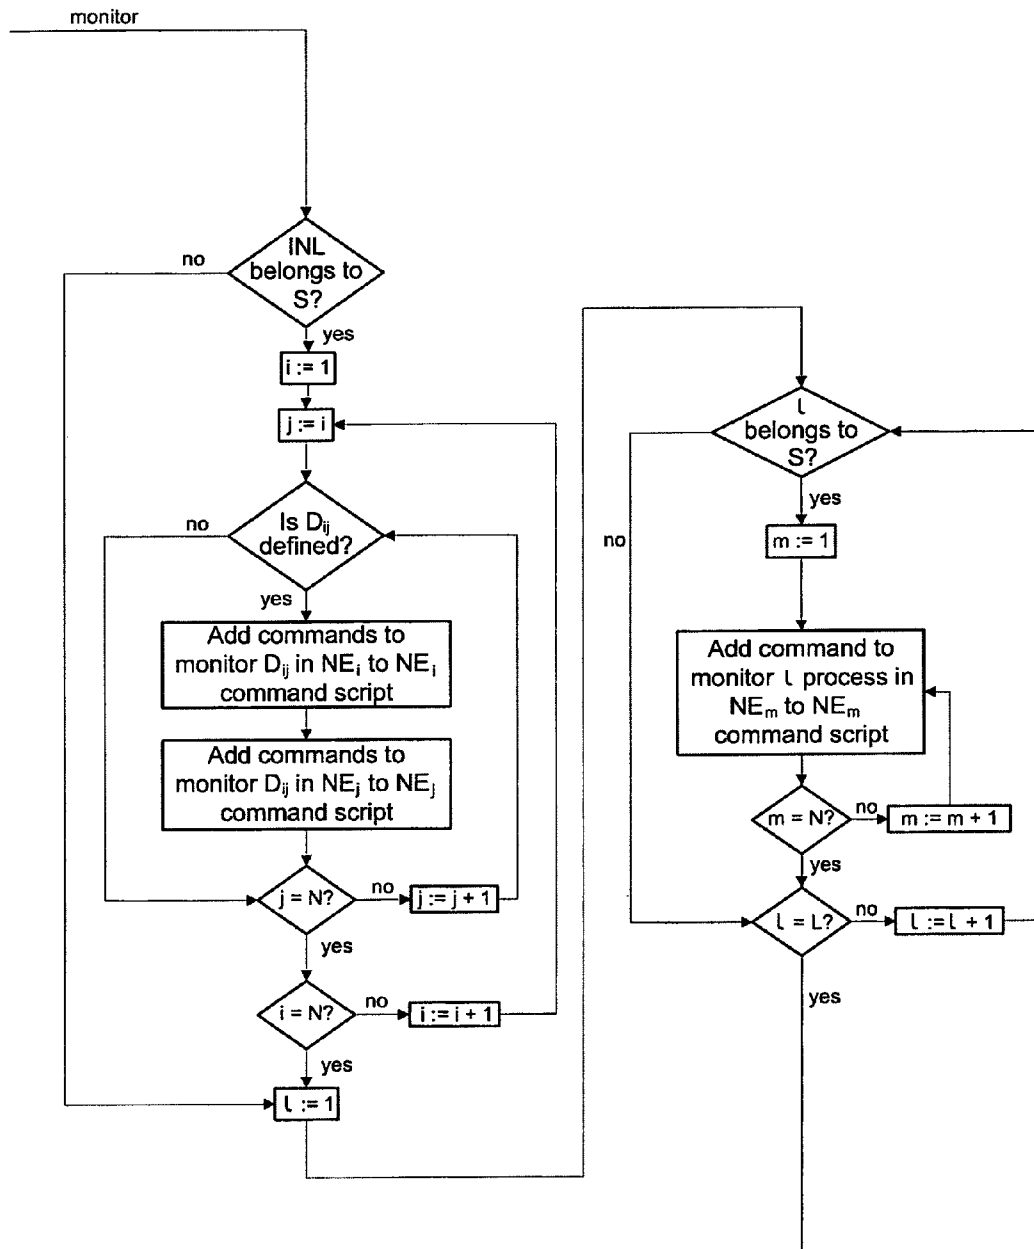 monitor
INL
belongs to
S?
no
yes
i := 1
j := i
Is Dij
defined?
no
yes
Add commands to
monitor Dij in NEi to NEi
command script
Add commands to
monitor Dij in NEj to NEj
command script
j = N?
no
j := j + 1
yes
i = N?
no
i := i + 1
yes
l := 1
l
belongs to
S?
yes
no
m := 1
Add command to
monitor l process in
NEm to NEm
command script
m = N?
no
m := m + 1
yes
l = L?
no
l := l + 1
yes